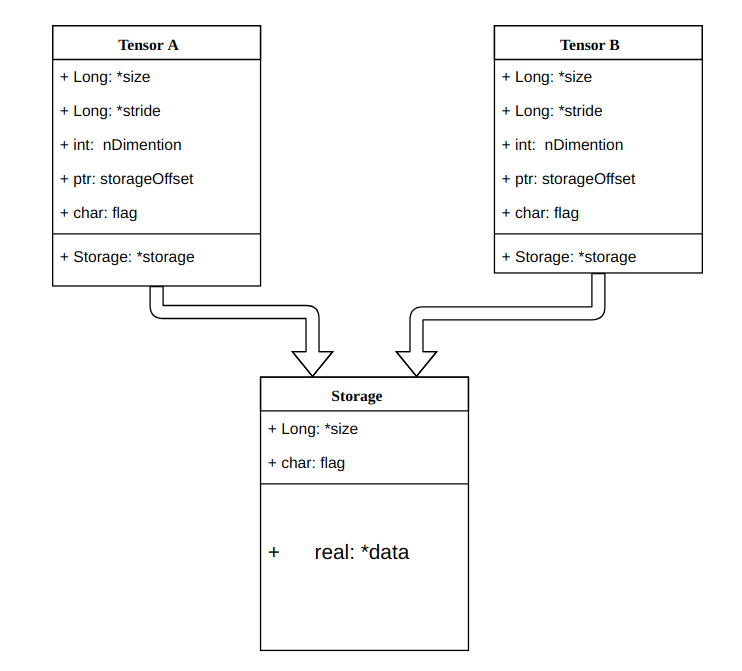 Tensor A
+ Long: *size
+ Long: *stride
+ int:  nDimention
+ ptr: storageOffset
+ char: flag
+ Storage: *storage
Tensor B
+ Long: *size
+ Long: *stride
+ int:  nDimention
+ ptr: storageOffset
+ char: flag
+ Storage: *storage
Storage
+ Long: *size
+ char: flag
+ real: *data